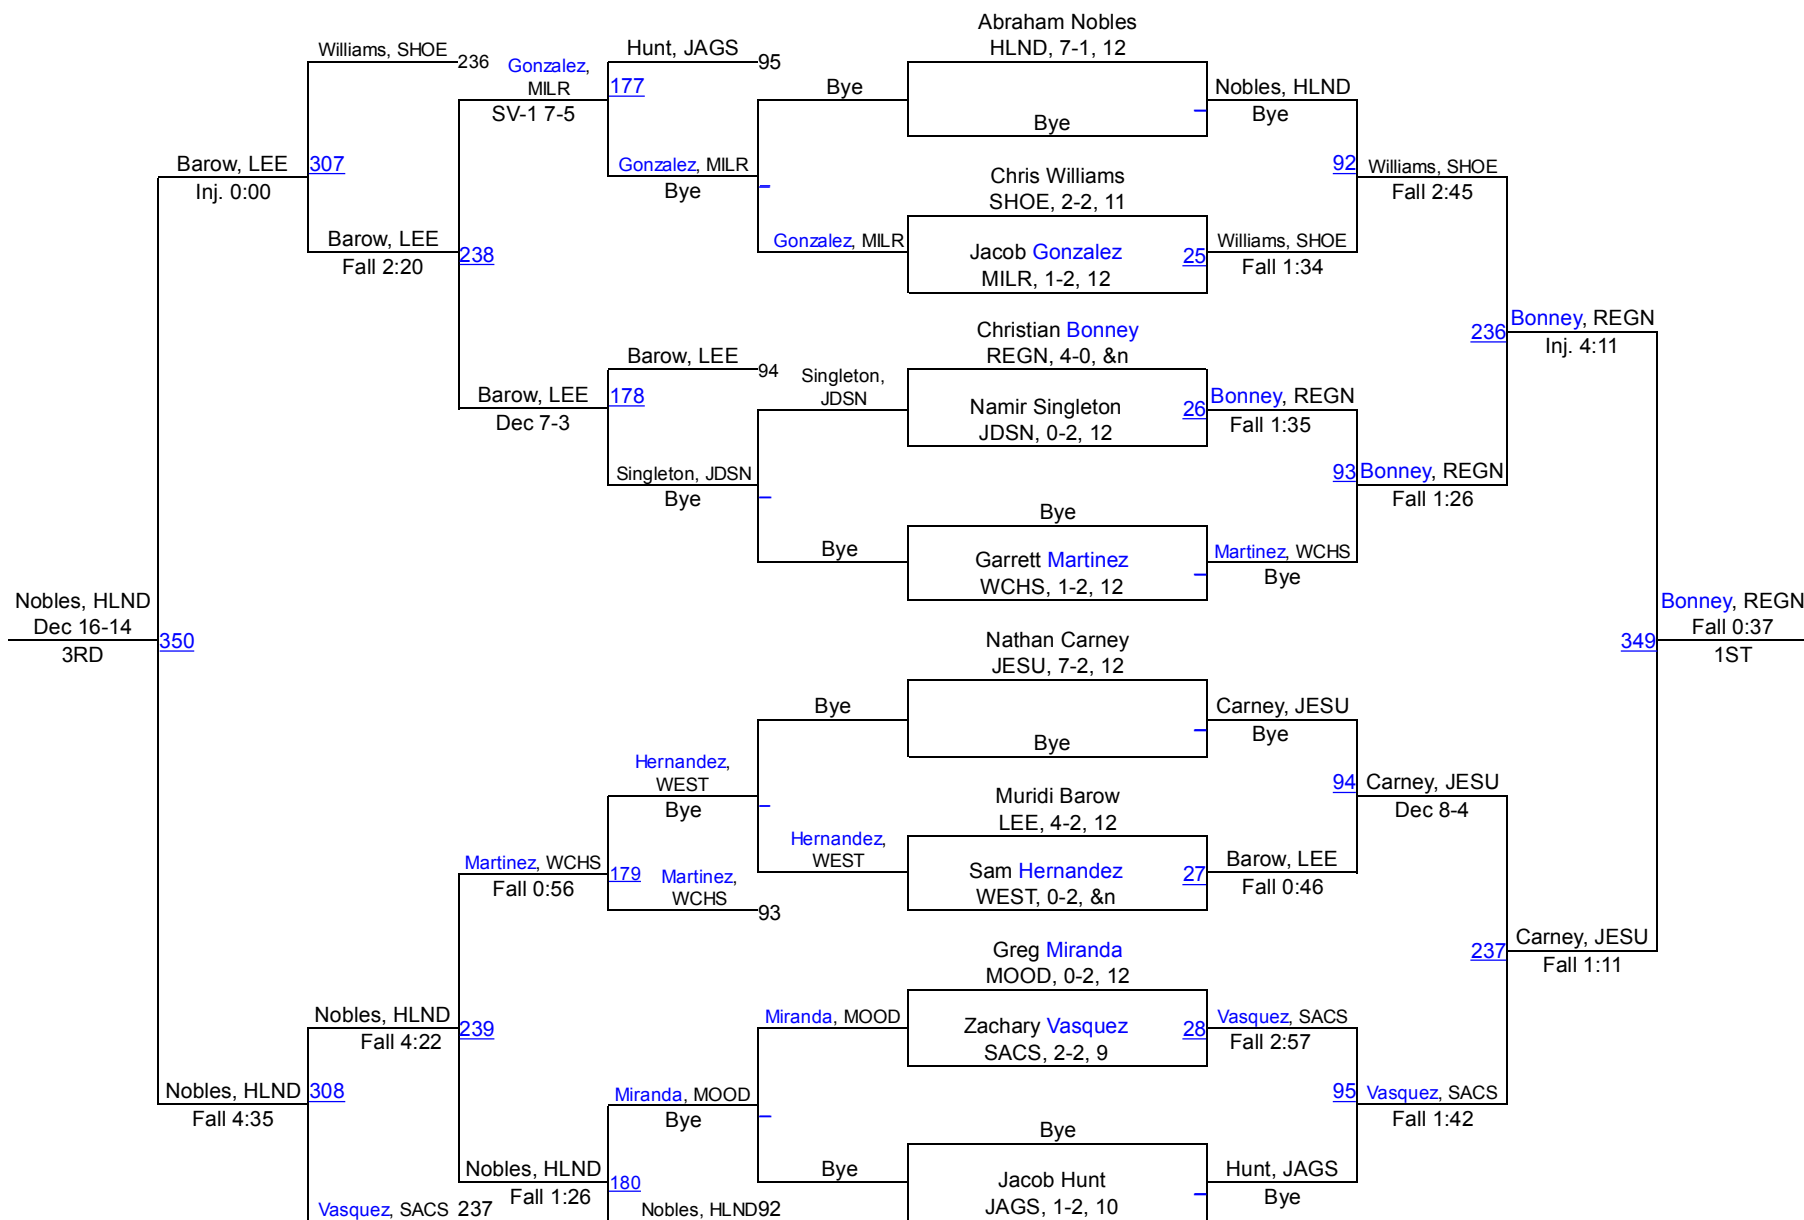 Abraham Nobles
HLND, 7-1, 12
Williams, SHOE
236
Hunt, JAGS
95
Gonzalez,
MILR
177
SV-1 7-5
Bye
Nobles, HLND
Bye
Bye
Barow, LEE
307
Inj. 0:00
Gonzalez, MILR
Bye
Chris Williams
SHOE, 2-2, 11
92
Williams, SHOE
Fall 2:45
Barow, LEE
238
Fall 2:20
Gonzalez, MILR
Jacob Gonzalez
MILR, 1-2, 12
25
Williams, SHOE
Fall 1:34
Christian Bonney
REGN, 4-0, &n
236
Bonney, REGN
Inj. 4:11
Barow, LEE
94
Singleton,
JDSN
Barow, LEE
178
Dec 7-3
Namir Singleton
JDSN, 0-2, 12
26
Bonney, REGN
Fall 1:35
Singleton, JDSN
Bye
93
Bonney, REGN
Fall 1:26
Bye
Bye
Garrett Martinez
WCHS, 1-2, 12
Martinez, WCHS
Bye
Nobles, HLND
Dec 16-14
350
3RD
Nathan Carney
JESU, 7-2, 12
349
Bonney, REGN
Fall 0:37
1ST
Bye
Bye
Carney, JESU
Bye
Hernandez,
WEST
Bye
Muridi Barow
LEE, 4-2, 12
94
Carney, JESU
Dec 8-4
Hernandez,
WEST
Martinez, WCHS
179
Fall 0:56
Martinez,
WCHS
93
Sam Hernandez
WEST, 0-2, &n
27
Barow, LEE
Fall 0:46
Greg Miranda
MOOD, 0-2, 12
237
Carney, JESU
Fall 1:11
Nobles, HLND
239
Fall 4:22
Miranda, MOOD
Zachary Vasquez
SACS, 2-2, 9
28
Vasquez, SACS
Fall 2:57
Nobles, HLND
308
Fall 4:35
Miranda, MOOD
Bye
95
Vasquez, SACS
Fall 1:42
Bye
Nobles, HLND
180
Fall 1:26
Bye
Jacob Hunt
JAGS, 1-2, 10
Hunt, JAGS
Bye
Vasquez, SACS 237
Nobles, HLND92